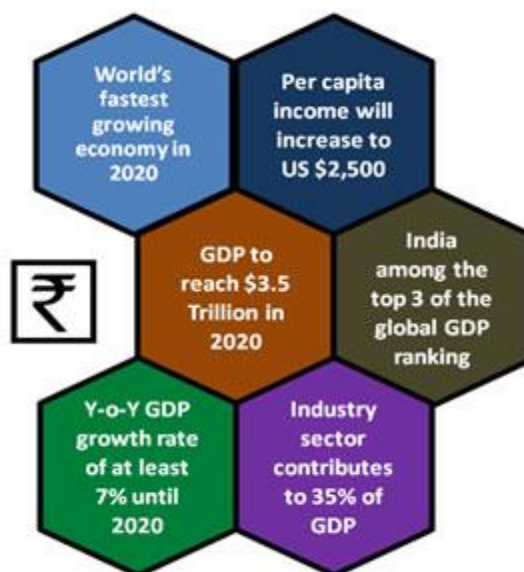 World's
fastest
growing
economy in
2020
Per capita
income will
increase to
US $2,500
₹
GDP to
reach $3.5
Trillion in
2020
India
among the
top 3 of the
global GDP
ranking
Y-o-Y GDP
growth rate
of at least
7% until
2020
Industry
sector
contributes
to 35% of
GDP